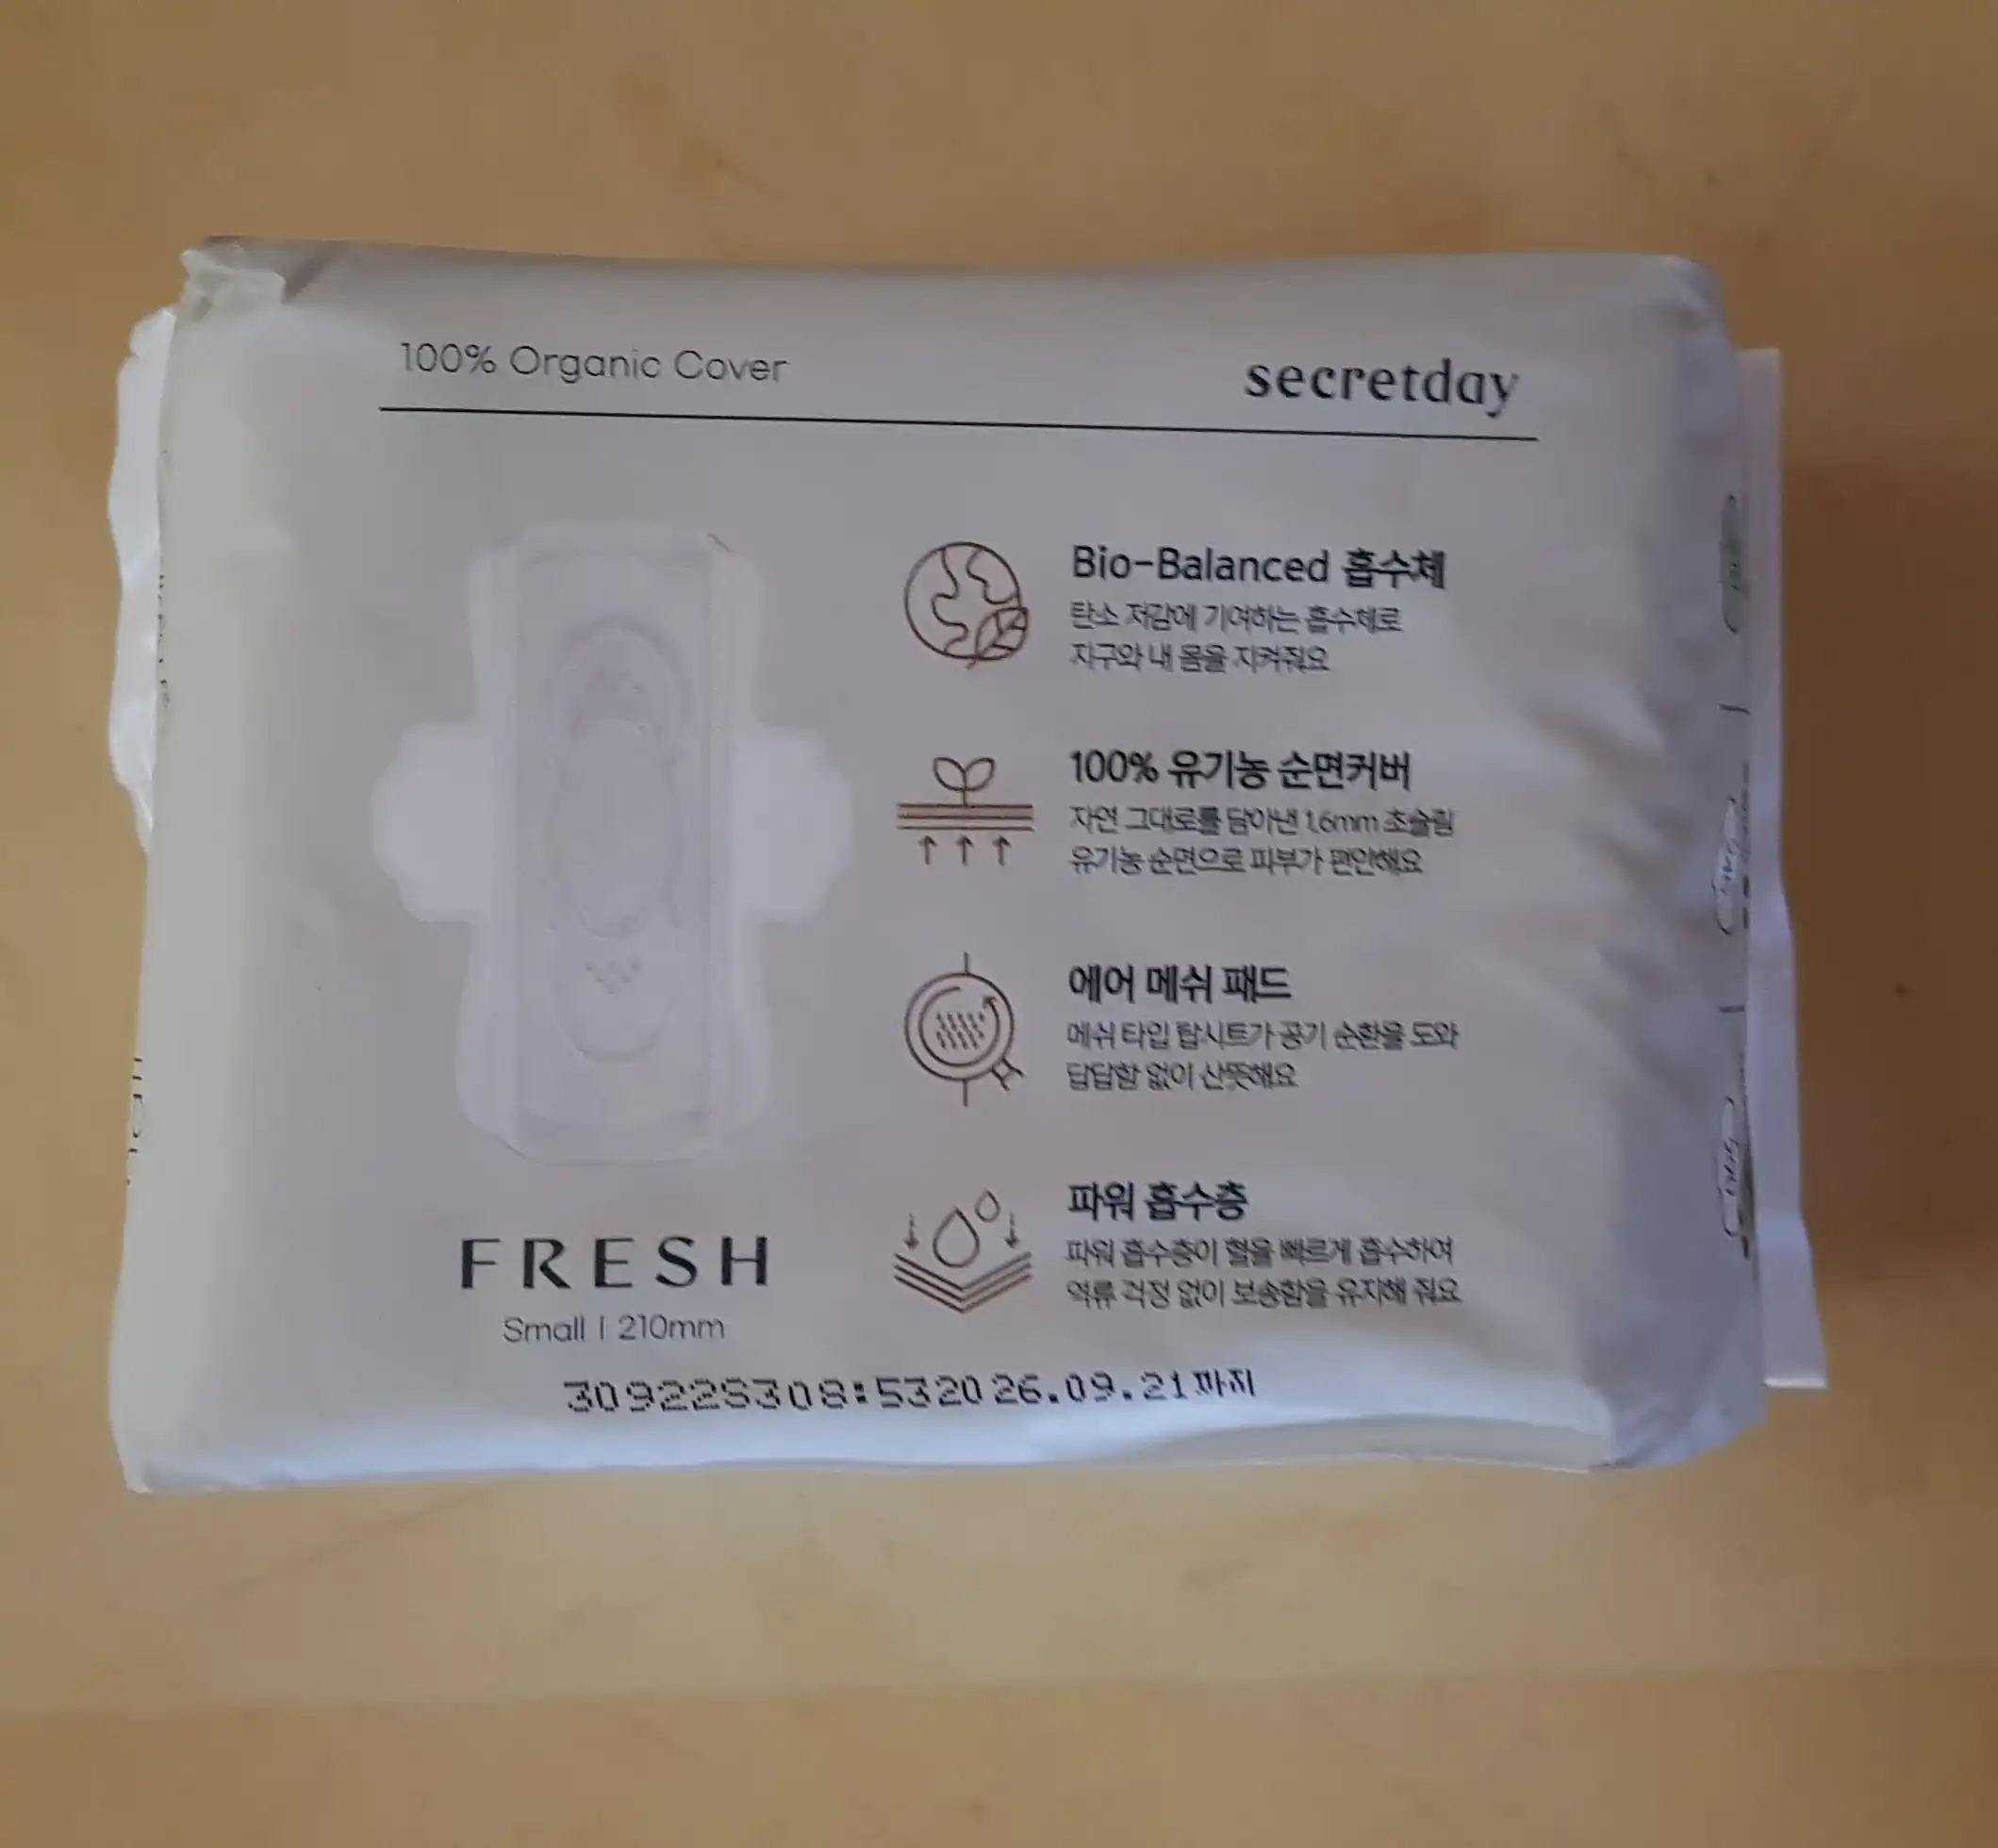 100% Organic Cover
secretday
Bio-Balanced 흡수체
탄소 저감에 기여하는 흡수체로
지구와 내 몸을 지켜줘요
100% 유기농 순면커버
자연 그대로를 담아낸 1.6mm 초슬림
유기농 순면으로 피부가 편안해요
에어 메쉬 패드
메쉬 타입 탑시트가 공기 순환을 도와
답답함 없이 산뜻해요
파워 흡수층
파워 흡수층이 혈을 빠르게 흡수하여
역류 걱정 없이 보송함을 유지해 줘요
FRESH
Small | 210mm
30922S308:532026.09.21까지